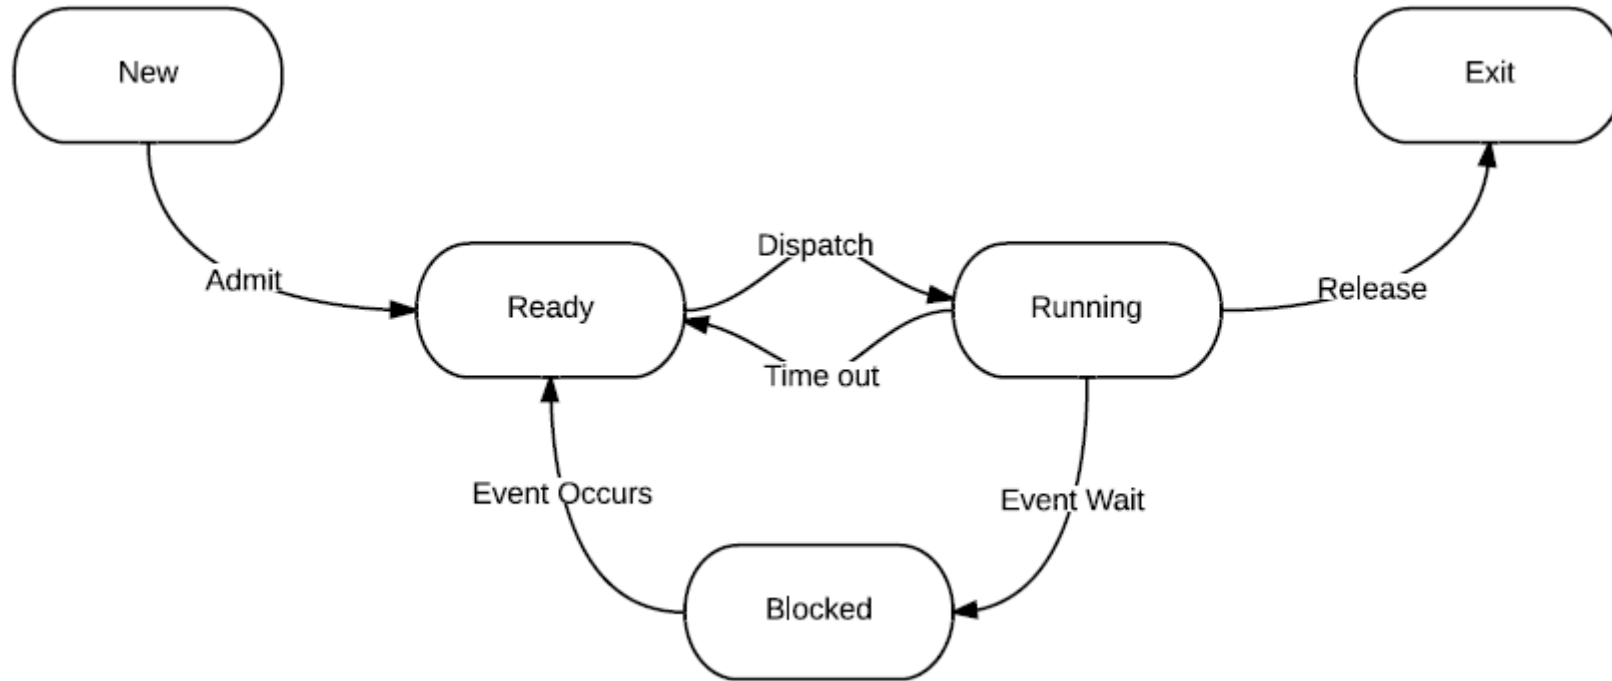 New
Exit
Admit
Dispatch
Ready
Running
Release
Time out
Event Occurs
Event Wait
Blocked